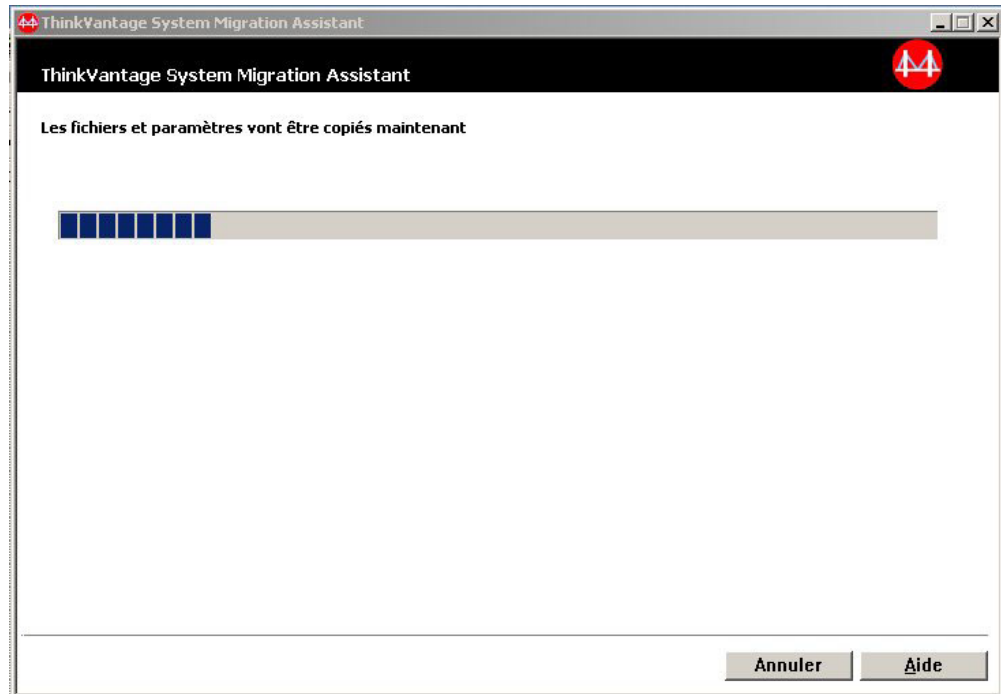 ThinkVantage System Migration Assistant
ThinkVantage System Migration Assistant
Les fichiers et paramètres vont être copiés maintenant
Annuler Aide